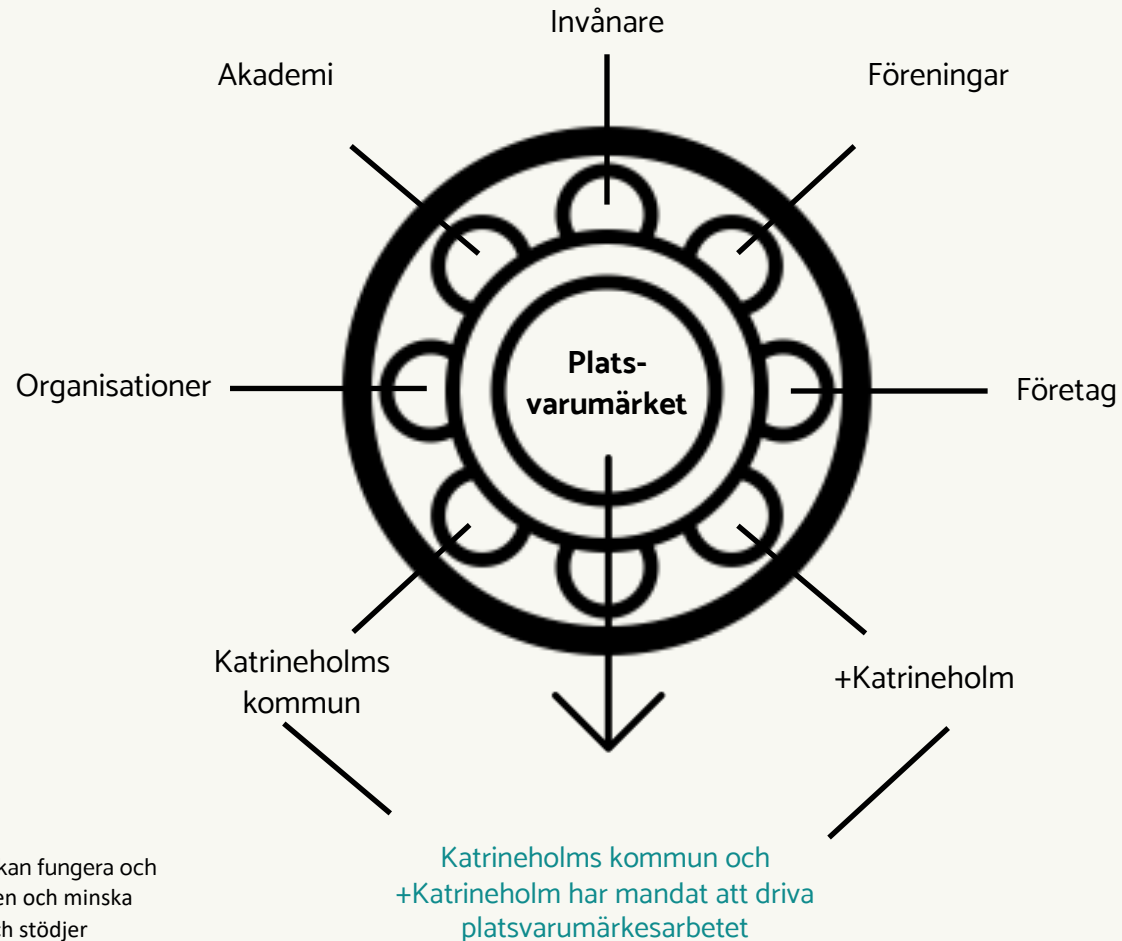 Invånare
Akademi
Föreningar
Plats-
varumärket
Organisationer
Företag
Katrineholms
kommun
+Katrineholm
kan fungera och
en och minska
ch stödjer
Katrineholms kommun och
+Katrineholm har mandat att driva
platsvarumärkesarbetet